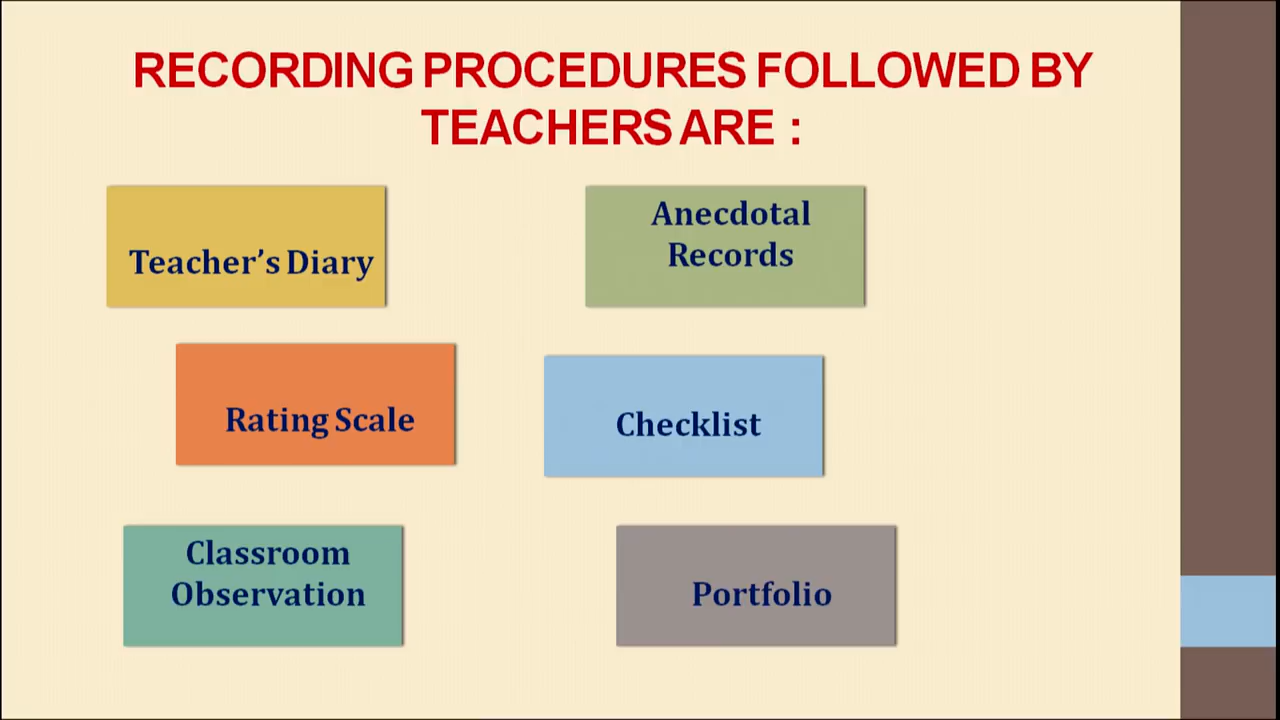 RECORDING PROCEDURES FOLLOWED BY
TEACHERS ARE :
Teacher’s Diary
Anecdotal
Records
Rating Scale
Checklist
Classroom
Observation
Portfolio